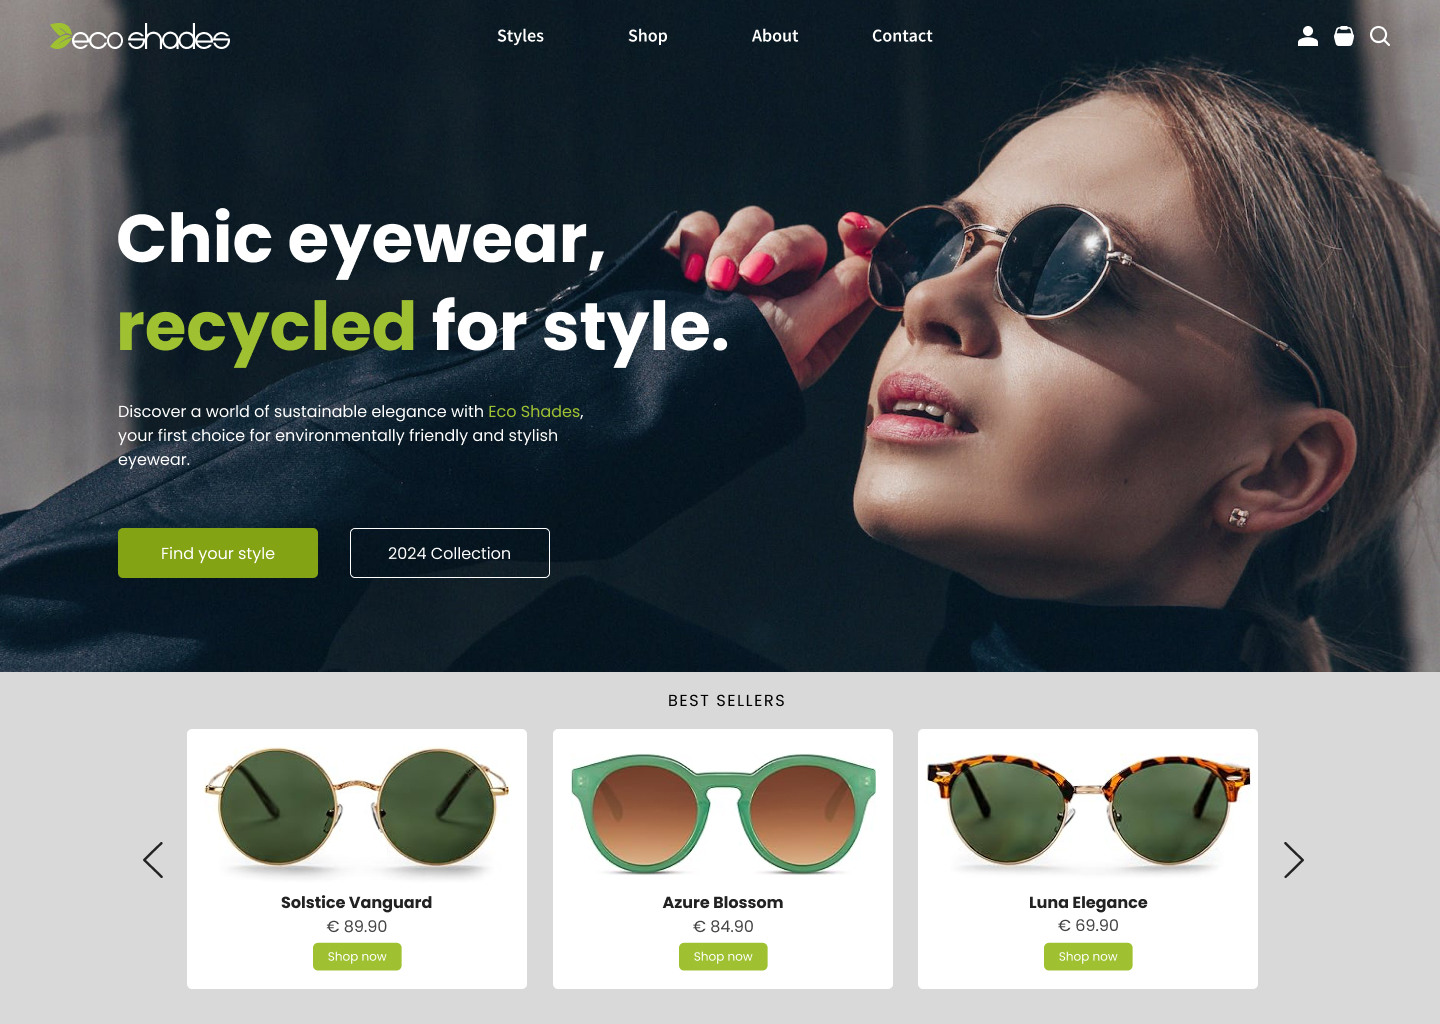 eco shades
Styles
Shop
About
Contact
Chic eyewear,
recycled for style.
Discover a world of sustainable elegance with Eco Shades,
your first choice for environmentally friendly and stylish
eyewear.
Find your style
2024 Collection
BEST SELLERS
Solstice Vanguard
€ 89.90
Shop now
Azure Blossom
€ 84.90
Shop now
Luna Elegance
€ 69.90
Shop now